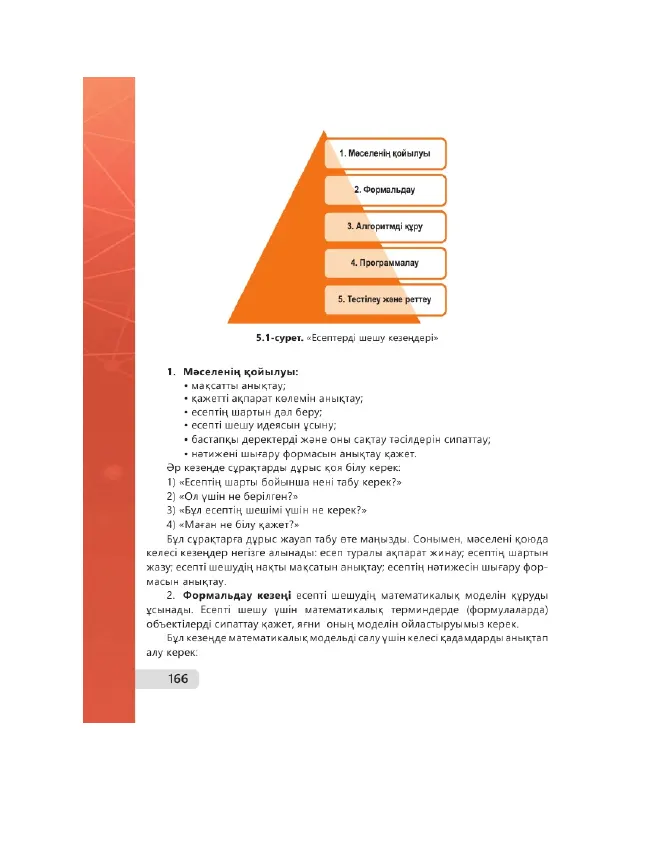 1. Мәселенің қойылуы
2. Формальдау
3. Алгоритмді құру
4. Программалау
5. Тестілеу және реттеу
5.1-сурет. «Есептерді шешу кезеңдері»
1. Мәселенің қойылуы:
• мақсатты анықтау;
• қажетті ақпарат көлемін анықтау;
• есептің шартын дәл беру;
• есепті шешу идеясын ұсыну;
• бастапқы деректерді және оны сақтау тәсілдерін сипаттау;
• нәтижені шығару формасын анықтау қажет.
Әр кезеңде сұрақтарды дұрыс қоя білу керек:
1) «Есептің шарты бойынша нені табу керек?»
2) «Ол үшін не берілген?»
3) «Бұл есептің шешімі үшін не керек?»
4) «Маған не білу қажет?»
Бұл сұрақтарға дұрыс жауап табу өте маңызды. Сонымен, мәселені қоюда
келесі кезеңдер негізге алынады: есеп туралы ақпарат жинау; есептің шартын
жазу; есепті шешудің нақты мақсатын анықтау; есептің нәтижесін шығару фор-
масын анықтау.
2. Формальдау кезеңі есепті шешудің математикалық моделін құруды
ұсынады. Есепті шешу үшін математикалық терминдерде (формулаларда)
объектілерді сипаттау қажет, яғни оның моделін ойластыруымыз керек.
Бұл кезеңде математикалық модельді салу үшін келесі қадамдарды анықтап
алу керек:
166